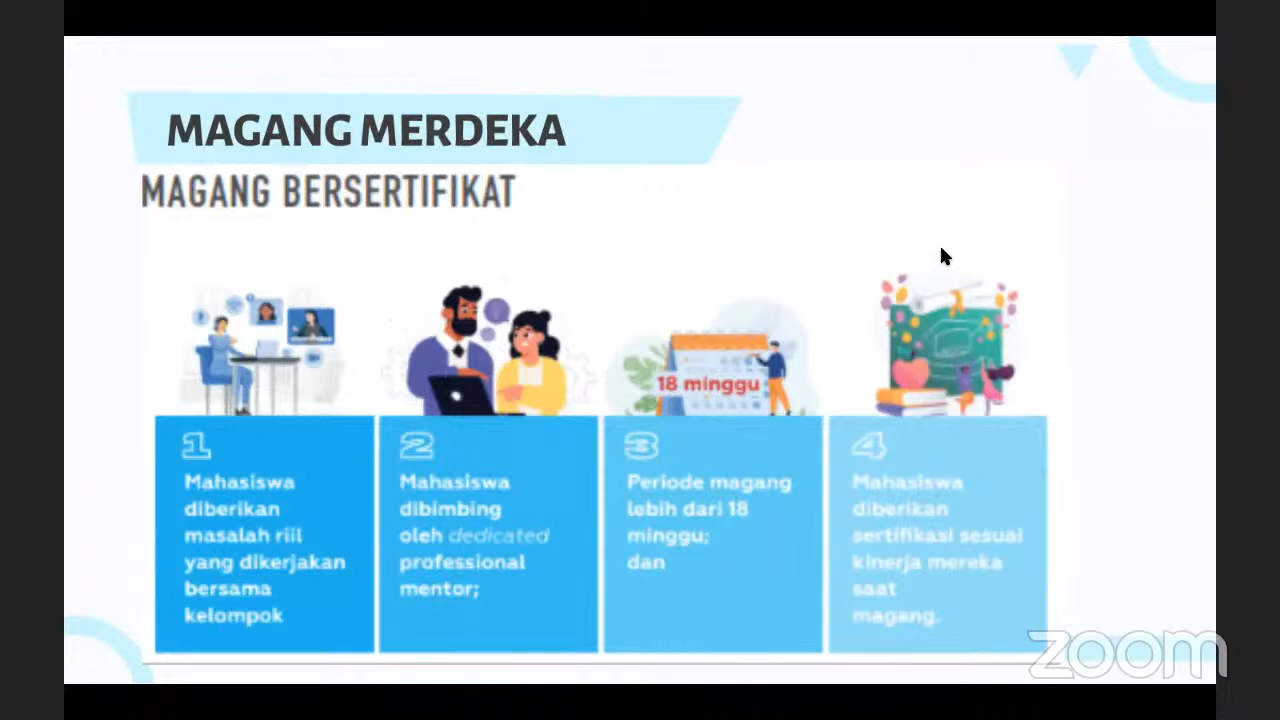 MAGANG MERDEKA
MAGANG BERSERTIFIKAT
18 minggu
1
Mahasiswa
diberikan
masalah riil
yang dikerjakan
bersama
kelompok
2
Mahasiswa
dibimbing
oleh dedicated
professional
mentor;
3
Periode magang
lebih dari 18
minggu;
dan
4
Mahasiswa
diberikan
sertifikasi sesuai
kinerja mereka
saat
magang.
zoom